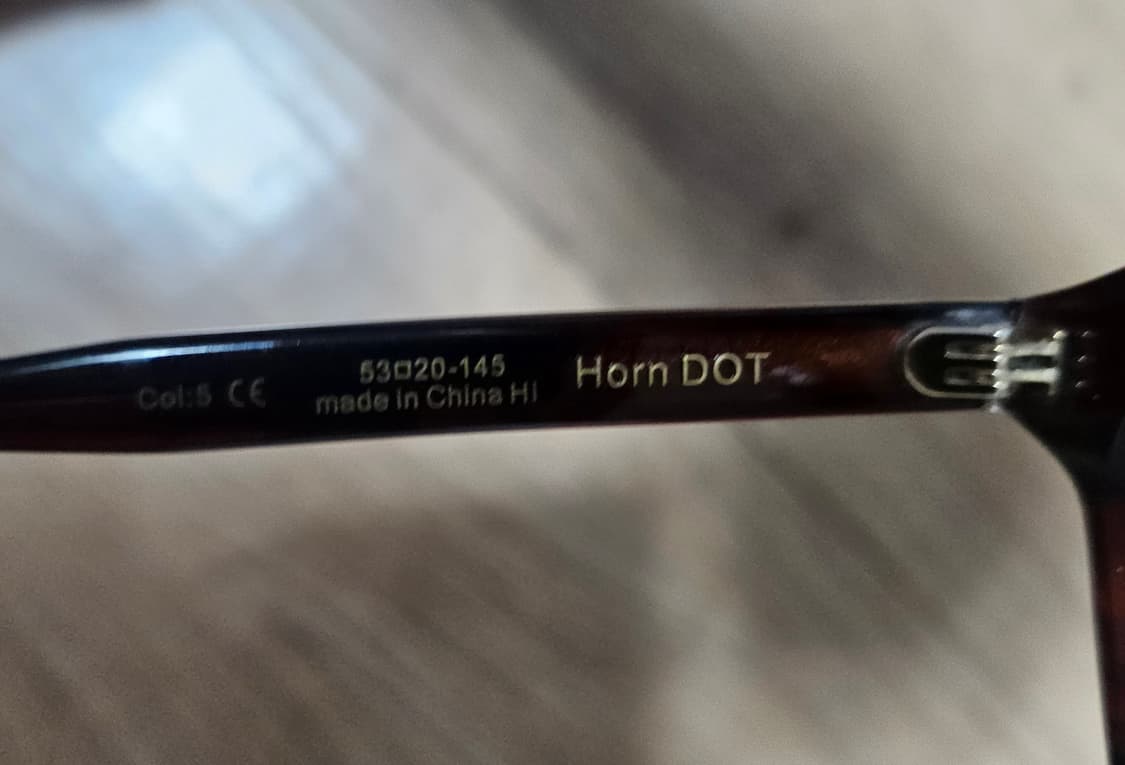 Col:5 CE
53□20-145
made in China HI
Horn DOT